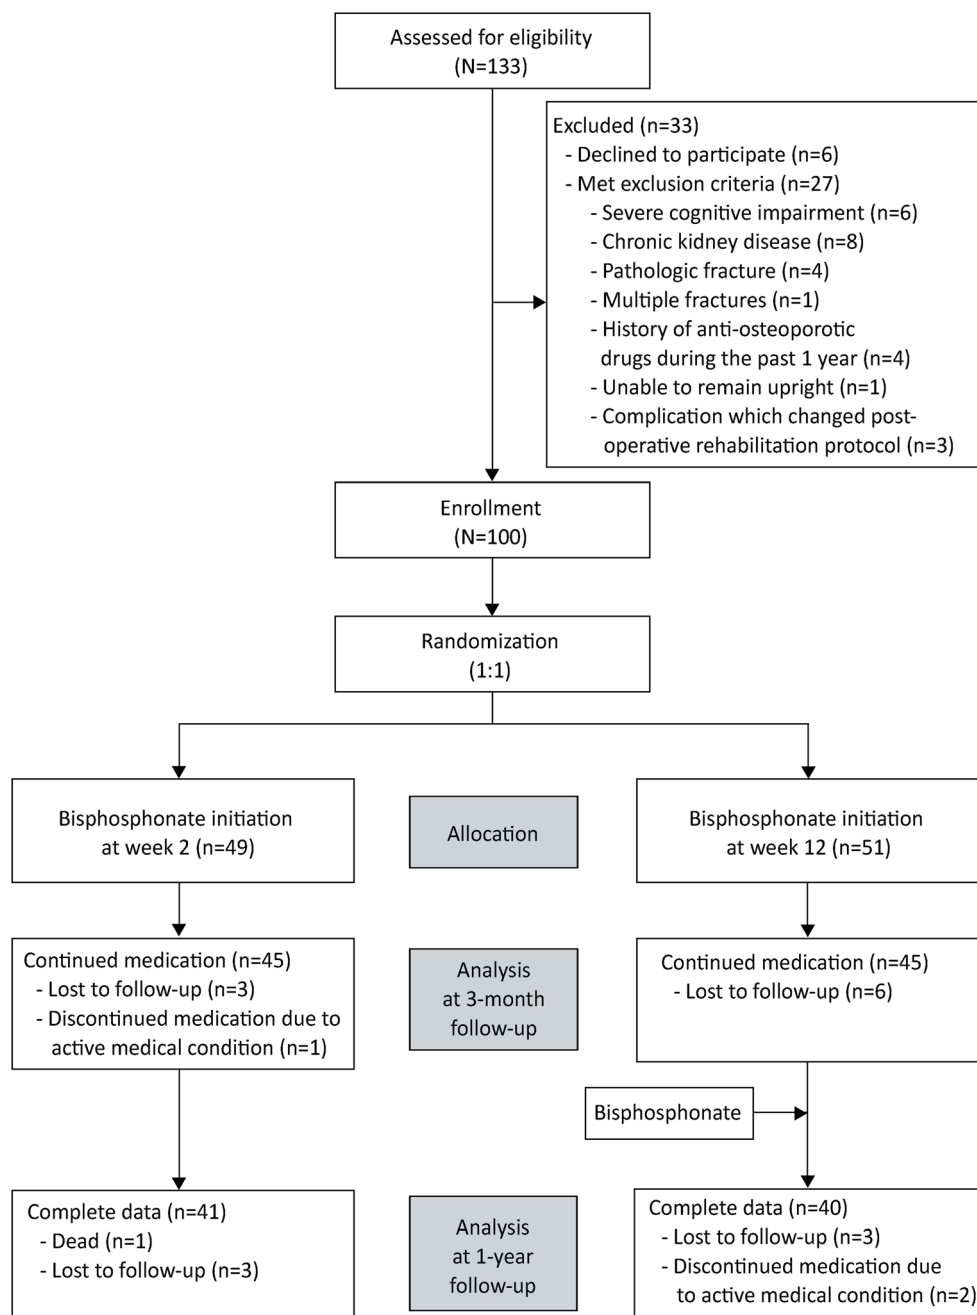 Assessed for eligibility
(N=133)
Excluded (n=33)
- Declined to participate (n=6)
- Met exclusion criteria (n=27)
- Severe cognitive impairment (n=6)
- Chronic kidney disease (n=8)
- Pathologic fracture (n=4)
- Multiple fractures (n=1)
- History of anti-osteoporotic
drugs during the past 1 year (n=4)
- Unable to remain upright (n=1)
- Complication which changed post-
operative rehabilitation protocol (n=3)
Enrollment
(N=100)
Randomization
(1:1)
Bisphosphonate initiation
at week 2 (n=49)
Allocation
Bisphosphonate initiation
at week 12 (n=51)
Continued medication (n=45)
- Lost to follow-up (n=3)
- Discontinued medication due to
active medical condition (n=1)
Analysis
at 3-month
follow-up
Continued medication (n=45)
- Lost to follow-up (n=6)
Bisphosphonate
Complete data (n=41)
- Dead (n=1)
- Lost to follow-up (n=3)
Analysis
at 1-year
follow-up
Complete data (n=40)
- Lost to follow-up (n=3)
- Discontinued medication due
to active medical condition (n=2)